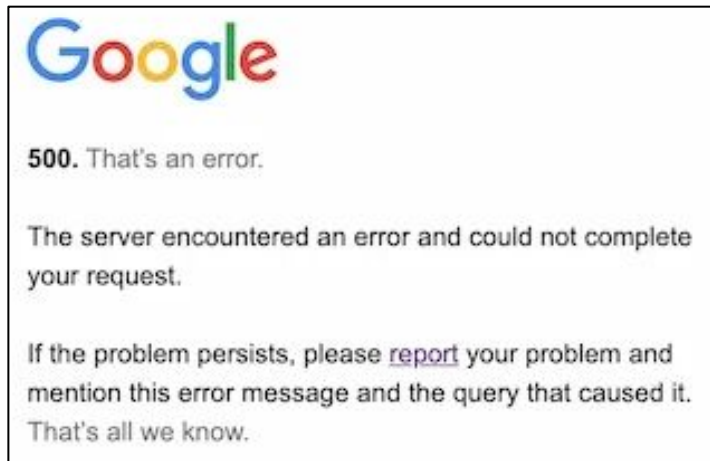 Google
500. That's an error.
The server encountered an error and could not complete
your request.
If the problem persists, please report your problem and
mention this error message and the query that caused it.
That's all we know.